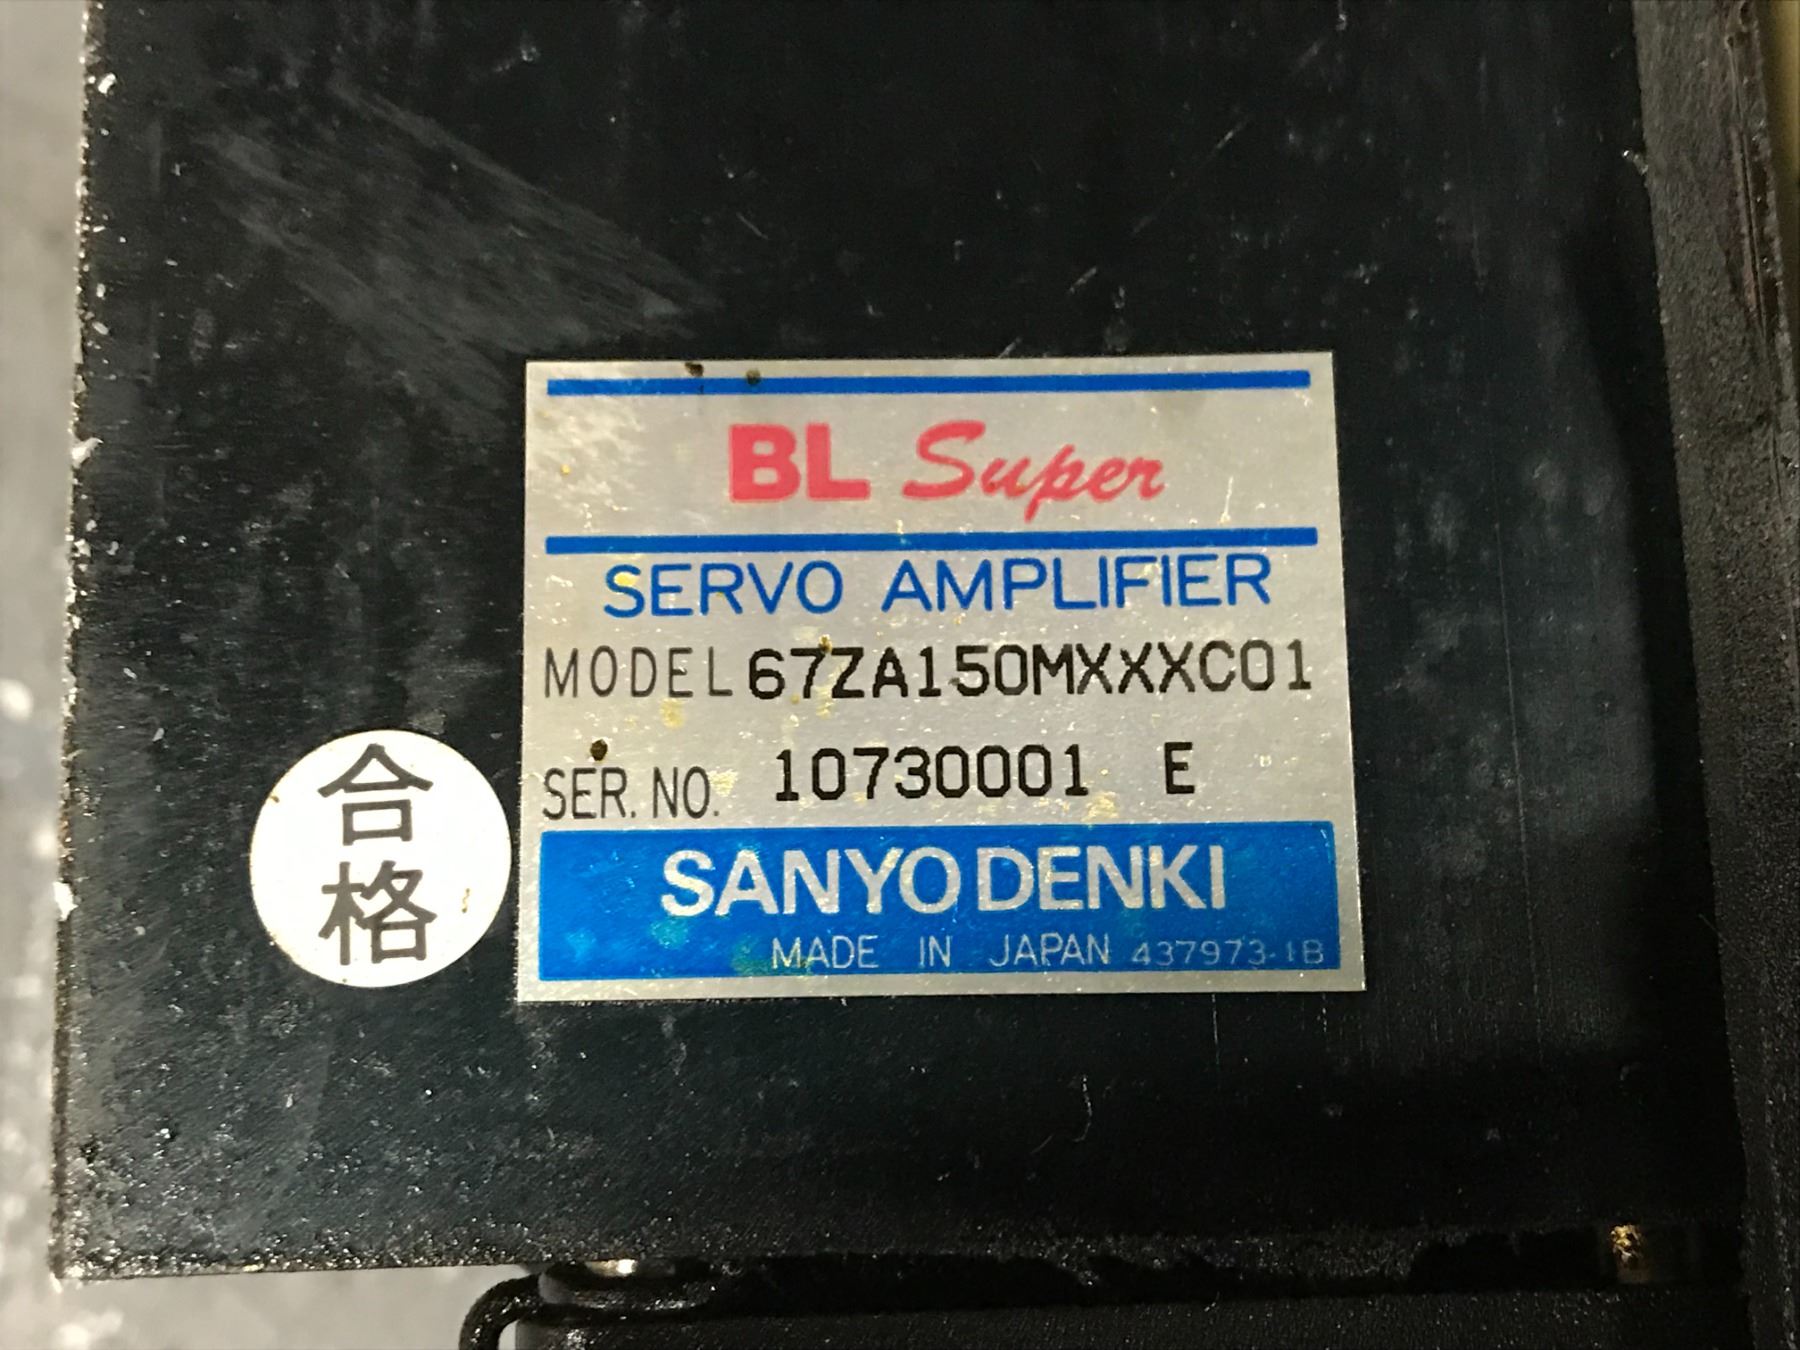 BL Super
SERVO AMPLIFIER
MODEL 67ZA150MXXXC01
SER. NO. 10730001 E
SANYO DENKI
MADE IN JAPAN 437973-1B
合
格